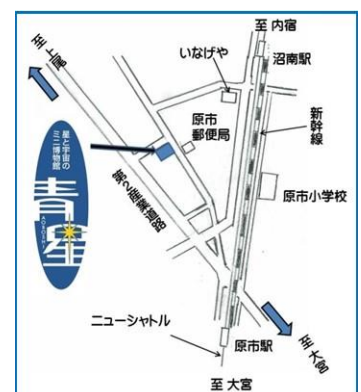 至 内宿
沼南駅
至 上尾
いなげや
新幹線
原市
郵便局
星と宇宙の
ミニ博物館
青星
AOBOSHI
原市小学校
第2産業道路
ニューシャトル
原市駅
至 大宮
至 大宮